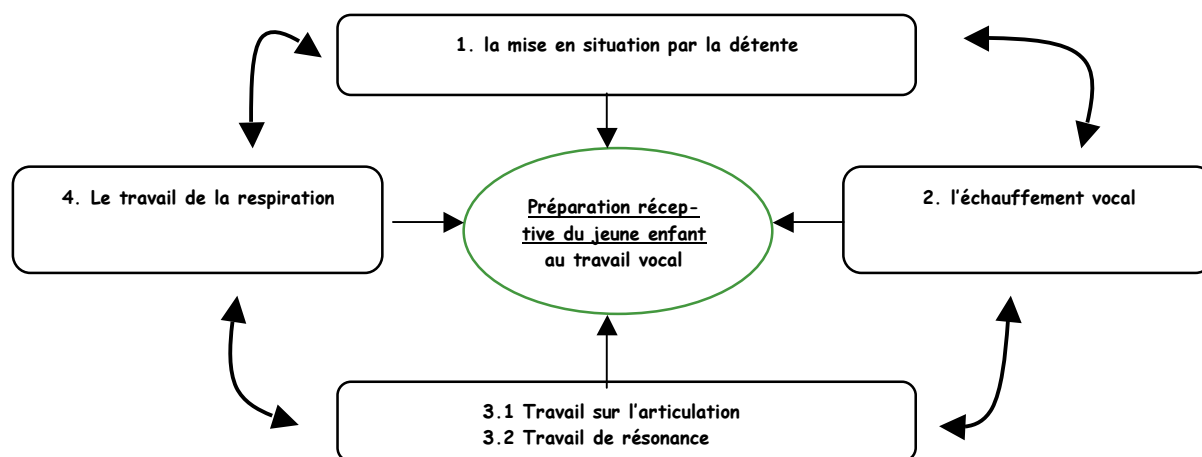 1. la mise en situation par la détente
4. Le travail de la respiration
Préparation récep-
tive du jeune enfant
au travail vocal
2. l'échauffement vocal
3.1 Travail sur l'articulation
3.2 Travail de résonance